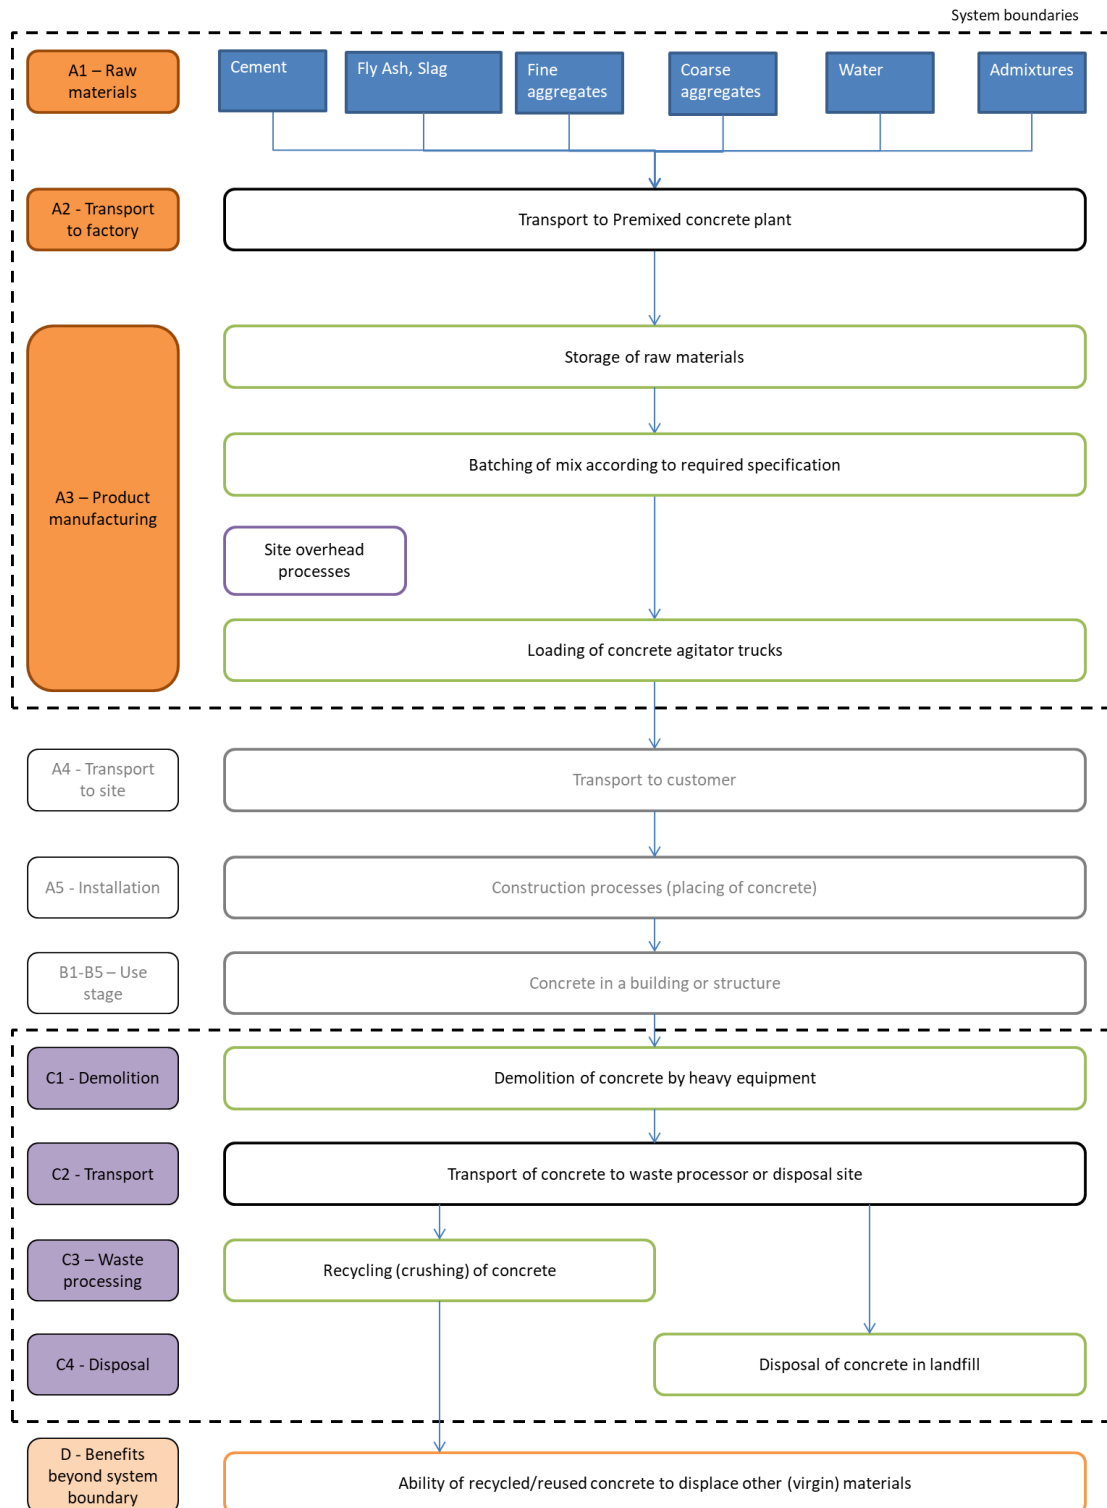 System boundaries
A1 – Raw
materials
Cement
Fly Ash, Slag
Fine
aggregates
Coarse
aggregates
Water
Admixtures
A2 - Transport
to factory
Transport to Premixed concrete plant
Storage of raw materials
Batching of mix according to required specification
A3 – Product
manufacturing
Site overhead
processes
Loading of concrete agitator trucks
A4 - Transport
to site
Transport to customer
A5 - Installation
Construction processes (placing of concrete)
B1-B5 – Use
stage
Concrete in a building or structure
C1 - Demolition
Demolition of concrete by heavy equipment
C2 - Transport
Transport of concrete to waste processor or disposal site
C3 – Waste
processing
Recycling (crushing) of concrete
C4 - Disposal
Disposal of concrete in landfill
D - Benefits
beyond system
boundary
Ability of recycled/reused concrete to displace other (virgin) materials